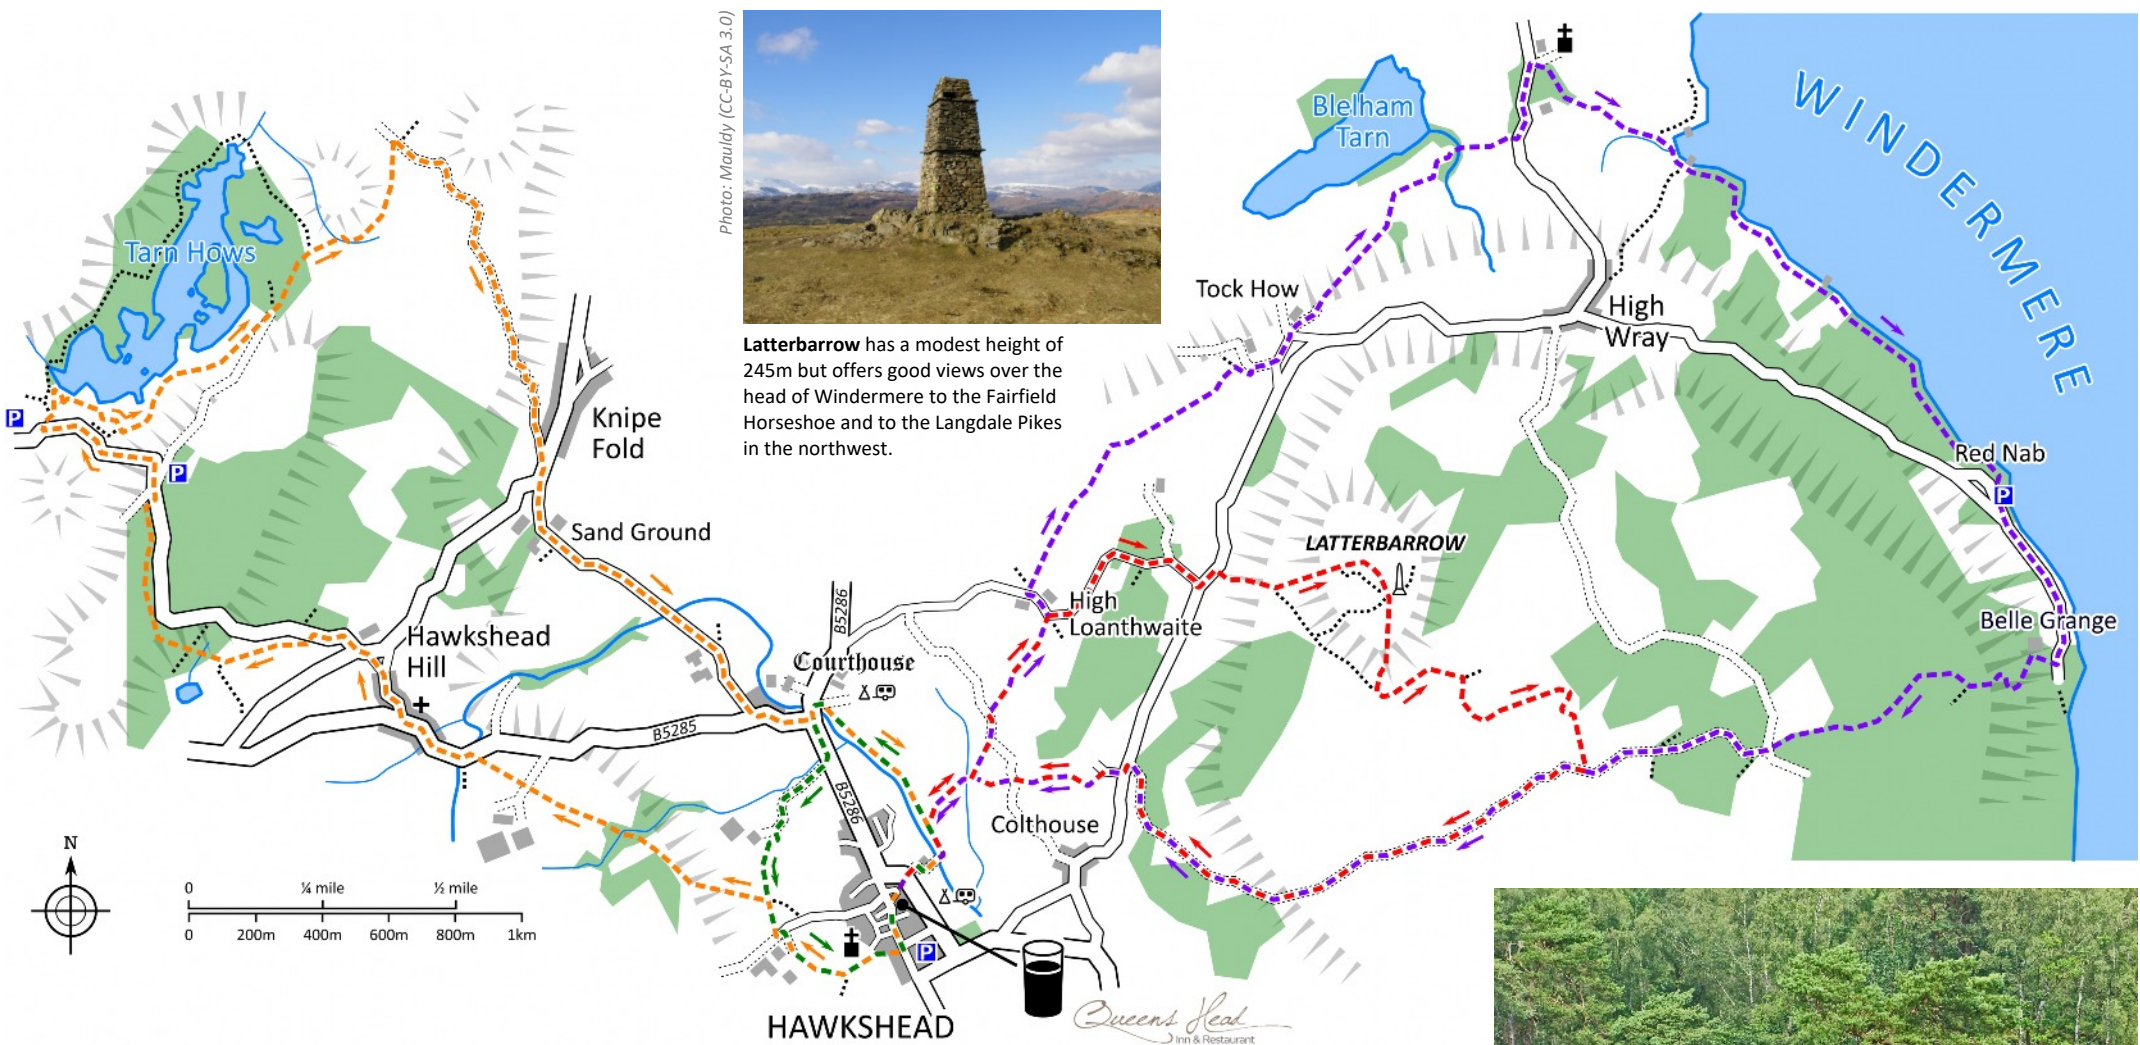 Photo: Mauldy (CC-BY-SA 3.0)
Latterbarrow has a modest height of
245m but offers good views over the
head of Windermere to the Fairfield
Horseshoe and to the Langdale Pikes
in the northwest.
Blelham
Tarn
WINDERMERE
Tarn Hows
Tock How
High
Wray
P
Knipe
Fold
P
Red Nab
P
Sand Ground
LATTERBARROW
B5286
High
Loanthwaite
Hawkshead
Hill
Courthouse
Belle Grange
B5285
B5286
Colthouse
N
0 ¼ mile ½ mile
0 200m 400m 600m 800m 1km
P
HAWKSHEAD
Queens Head
Inn & Restaurant